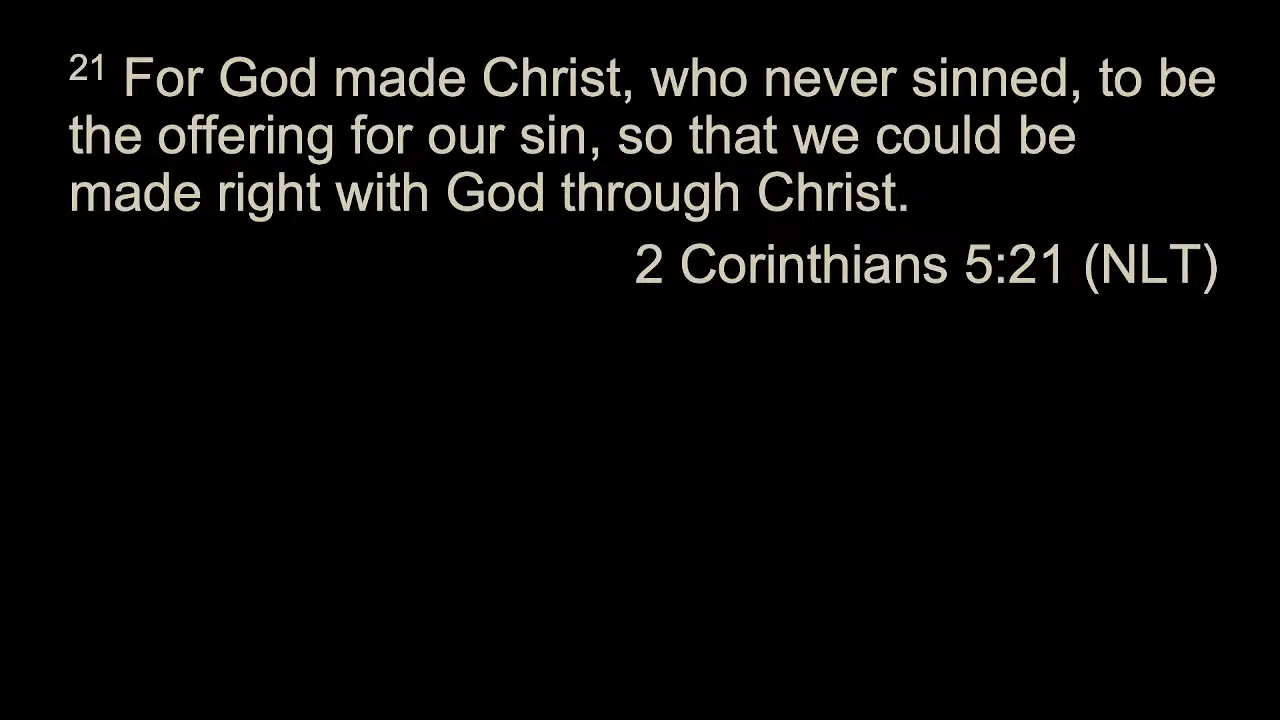 21 For God made Christ, who never sinned, to be
the offering for our sin, so that we could be
made right with God through Christ.
2 Corinthians 5:21 (NLT)